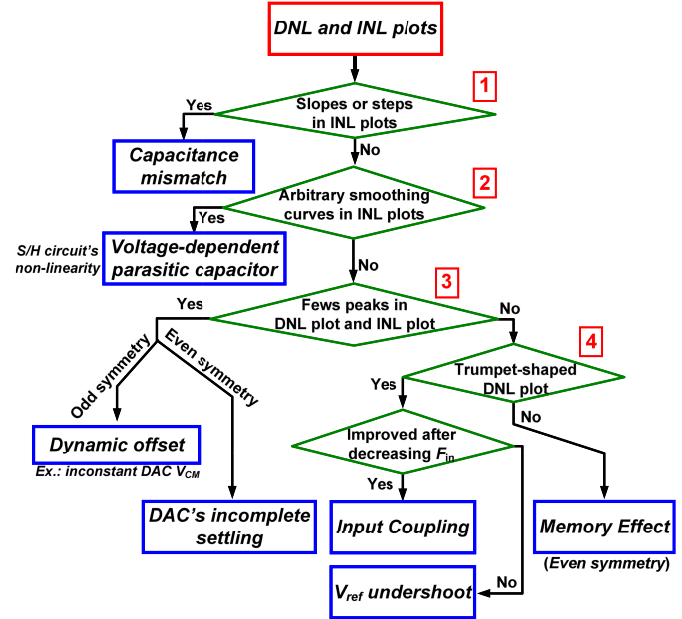 DNL and INL plots
1
Slopes or steps
in INL plots
Yes
No
Capacitance
mismatch
2
Arbitrary smoothing
curves in INL plots
Yes
No
S/H circuit's
non-linearity
Voltage-dependent
parasitic capacitor
3
Fews peaks in
DNL plot and INL plot
Yes
No
Odd symmetry
Even symmetry
4
Trumpet-shaped
DNL plot
Yes
No
Dynamic offset
Ex.: inconstant DAC VCM
Improved after
decreasing Fin
Yes
No
DAC's incomplete
settling
Input Coupling
Memory Effect
(Even symmetry)
Vref undershoot